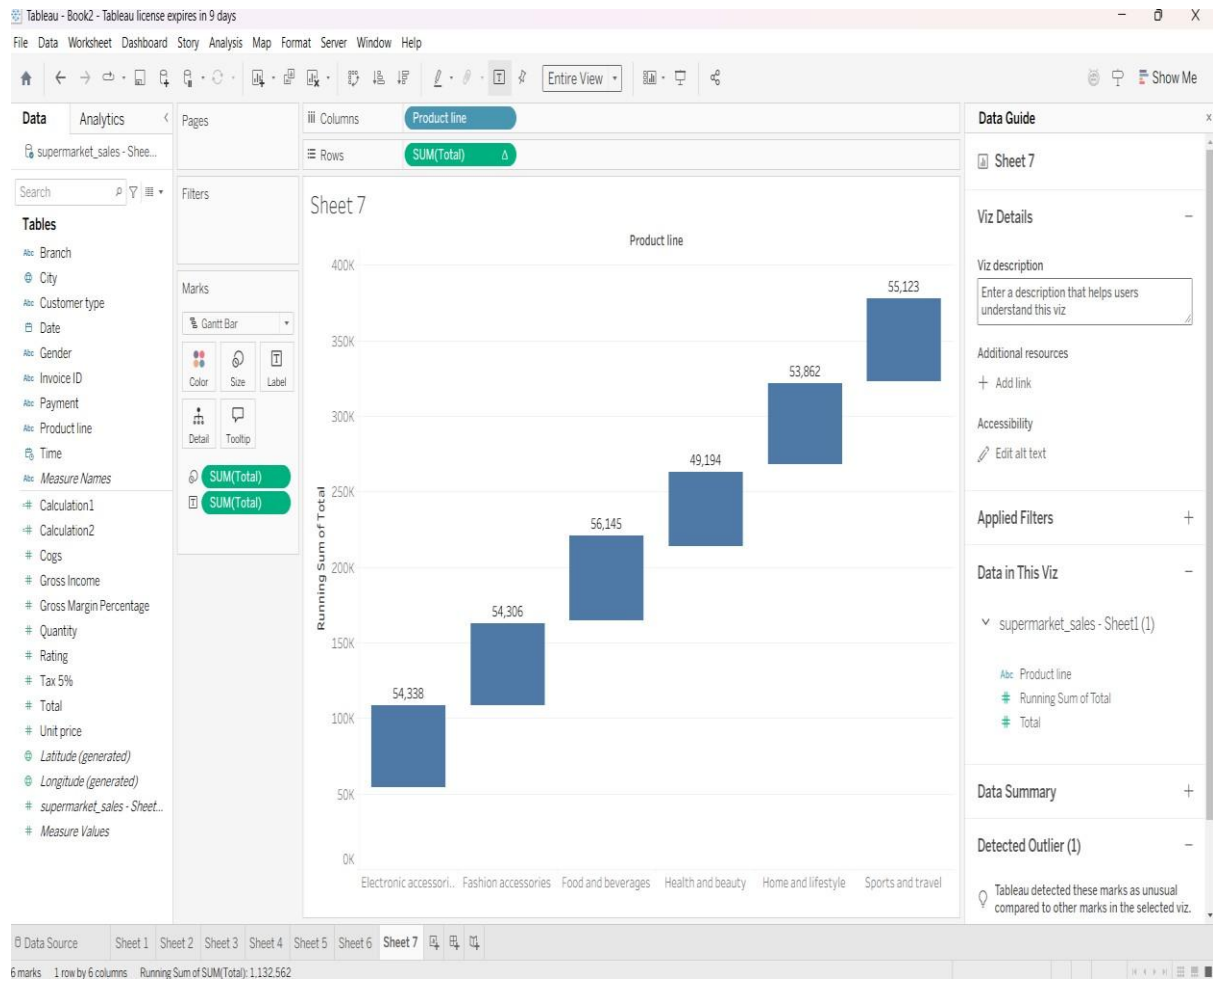 Tableau - Book2 - Tableau license expires in 9 days
File Data Worksheet Dashboard Story Analysis Map Format Server Window Help
Entire View
Show Me
Data Analytics
supermarket_sales - Shee...
Search
Tables
Abc Branch
City
Abc Customer type
Date
Abc Gender
Abc Invoice ID
Abc Payment
Abc Product line
Time
Abc Measure Names
=# Calculation1
=# Calculation2
# Cogs
# Gross Income
# Gross Margin Percentage
# Quantity
# Rating
# Tax 5%
# Total
# Unit price
Latitude (generated)
Longitude (generated)
# supermarket_sales - Sheet...
# Measure Values
Pages
Filters
Marks
Gantt Bar
Color Size Label
Detail Tooltip
SUM(Total)
SUM(Total)
Columns Product line
Rows SUM(Total) Δ
Sheet 7
Product line
Running Sum of Total
400K
350K
300K
250K
200K
150K
100K
50K
0K
54,338
54,306
56,145
49,194
53,862
55,123
Electronic accessori.. Fashion accessories Food and beverages Health and beauty Home and lifestyle Sports and travel
Data Guide
Sheet 7
Viz Details
Viz description
Enter a description that helps users
understand this viz
Additional resources
+ Add link
Accessibility
Edit alt text
Applied Filters
Data in This Viz
supermarket_sales - Sheet1 (1)
Abc Product line
# Running Sum of Total
# Total
Data Summary
Detected Outlier (1)
Tableau detected these marks as unusual
compared to other marks in the selected viz.
Data Source Sheet 1 Sheet 2 Sheet 3 Sheet 4 Sheet 5 Sheet 6 Sheet 7
6 marks 1 row by 6 columns Running Sum of SUM(Total): 1,132,562